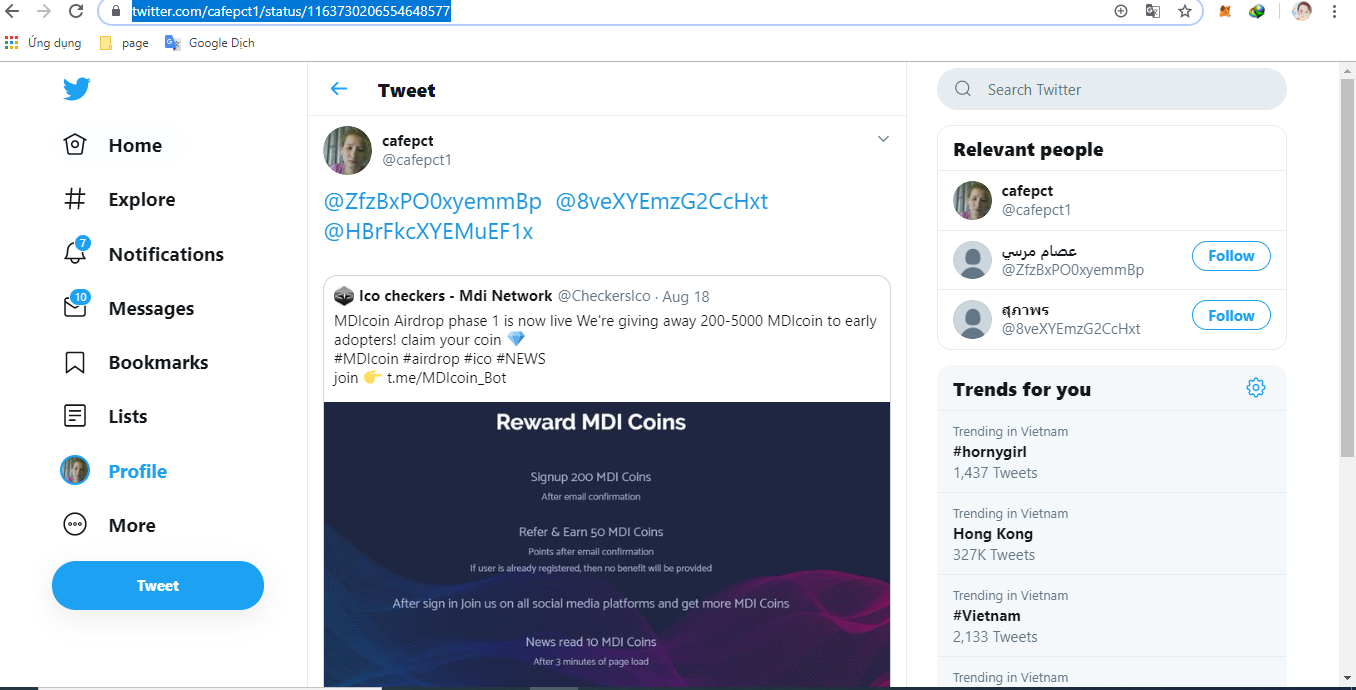 twitter.com/cafepct1/status/1163730206554648577
Ứng dụng
page
Google Dịch
Home
Explore
7
Notifications
10
Messages
Bookmarks
Lists
Profile
More
Tweet
Tweet
cafepct
@cafepct1
@ZfzBxPO0xyemmBp @8veXYEmzG2CcHxt
@HBrFkcXYEMuEF1x
Ico checkers - Mdi Network @CheckersIco · Aug 18
MDIcoin Airdrop phase 1 is now live We're giving away 200-5000 MDIcoin to early
adopters! claim your coin 💎
#MDIcoin #airdrop #ico #NEWS
join 👉 t.me/MDIcoin_Bot
Reward MDI Coins
Signup 200 MDI Coins
After email confirmation
Refer & Earn 50 MDI Coins
Points after email confirmation
If user is already registered, then no benefit will be provided
After sign in Join us on all social media platforms and get more MDI Coins
News read 10 MDI Coins
After 3 minutes of page load
Search Twitter
Relevant people
cafepct
@cafepct1
عصام مرسي
@ZfzBxPO0xyemmBp
Follow
สุภาพร
@8veXYEmzG2CcHxt
Follow
Trends for you
Trending in Vietnam
#hornygirl
1,437 Tweets
Trending in Vietnam
Hong Kong
327K Tweets
Trending in Vietnam
#Vietnam
2,133 Tweets
Trending in Vietnam